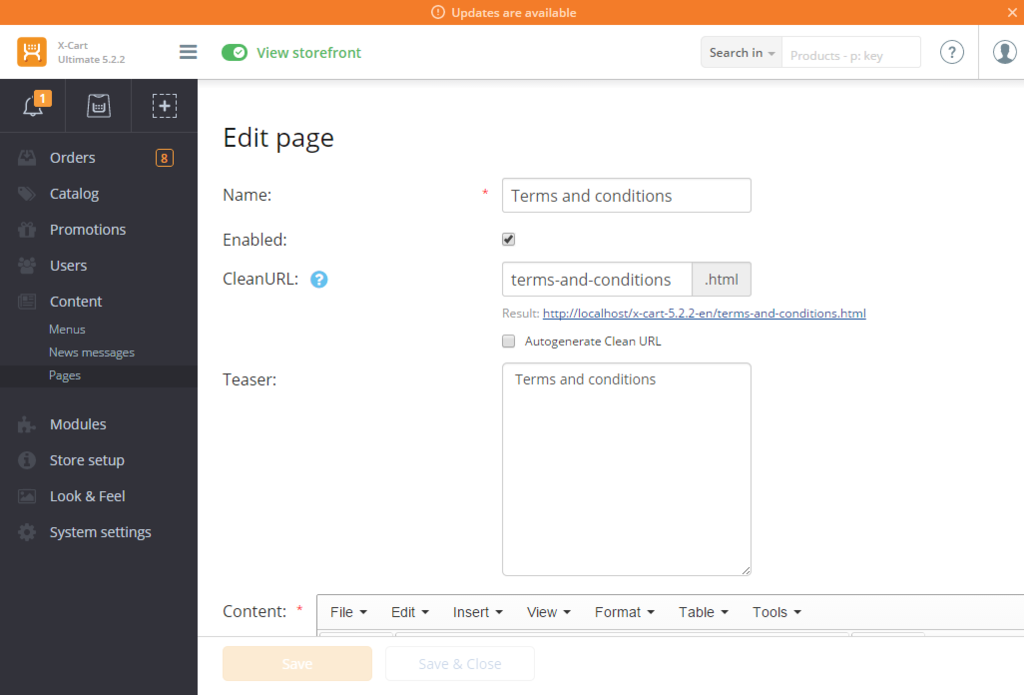 Updates are available
X-Cart
Ultimate 5.2.2
View storefront
Search in
Products - p: key
?
1
Orders 8
Catalog
Promotions
Users
Content
Menus
News messages
Pages
Modules
Store setup
Look & Feel
System settings
Edit page
Name: * Terms and conditions
Enabled:
CleanURL: ? terms-and-conditions .html
Result: http://localhost/x-cart-5.2.2-en/terms-and-conditions.html
Autogenerate Clean URL
Teaser: Terms and conditions
Content: * File Edit Insert View Format Table Tools
Save Save & Close